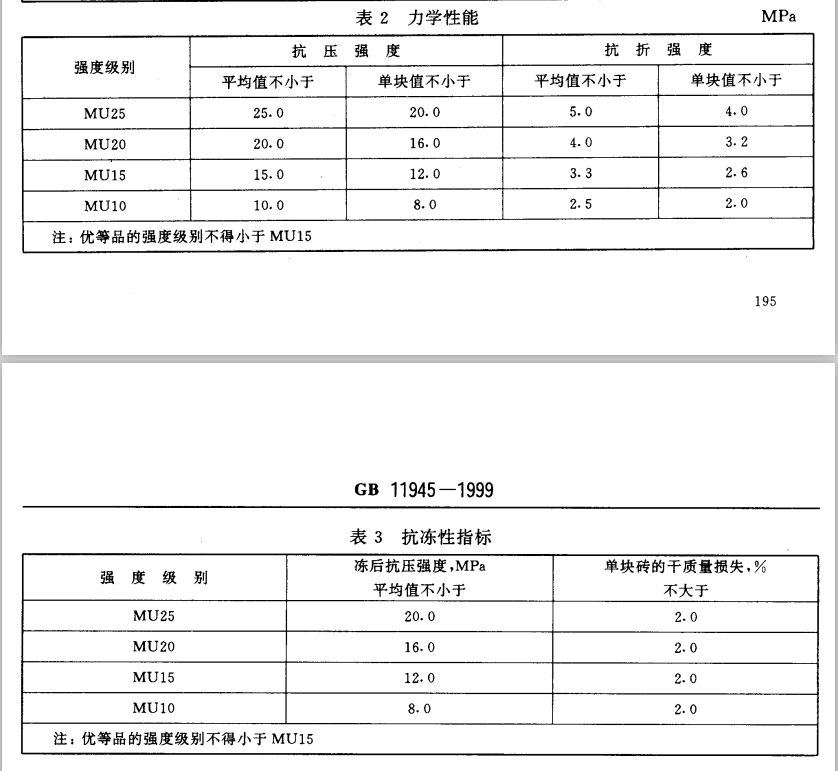 表 2 力学性能 MPa
强度级别 抗压强度 抗折强度
平均值不小于 单块值不小于 平均值不小于 单块值不小于
MU25 25.0 20.0 5.0 4.0
MU20 20.0 16.0 4.0 3.2
MU15 15.0 12.0 3.3 2.6
MU10 10.0 8.0 2.5 2.0
注：优等品的强度级别不得小于 MU15
195
GB 11945—1999
表 3 抗冻性指标
强度级别 冻后抗压强度,MPa 单块砖的干质量损失,%
平均值不小于 不大于
MU25 20.0 2.0
MU20 16.0 2.0
MU15 12.0 2.0
MU10 8.0 2.0
注：优等品的强度级别不得小于 MU15